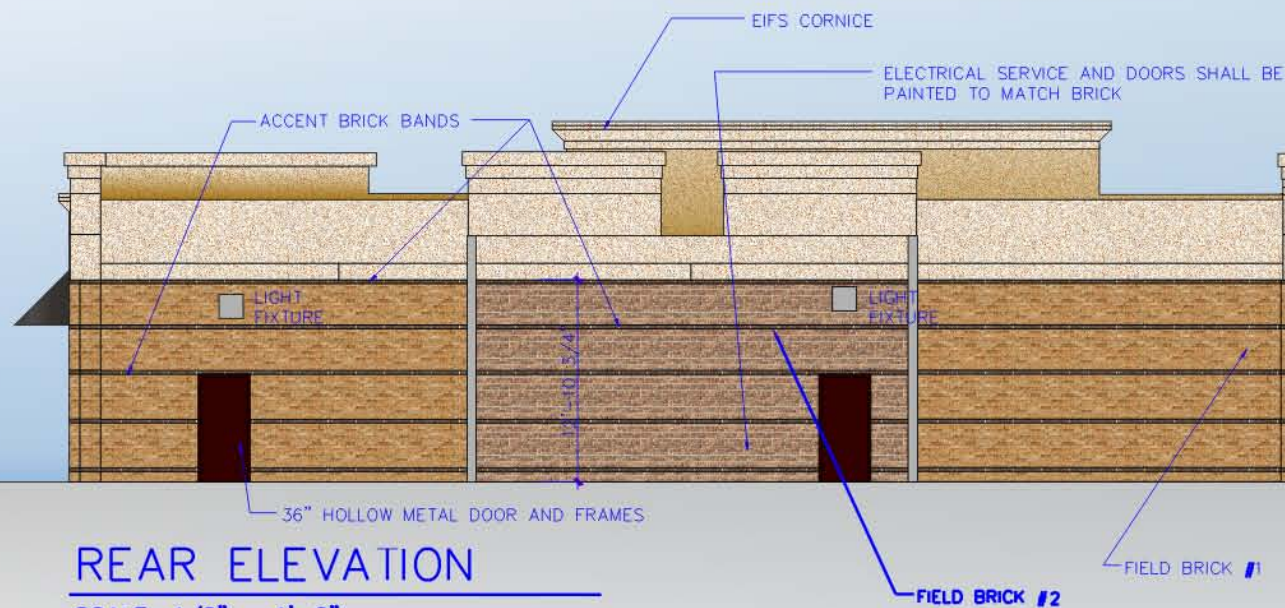 EIFS CORNICE
ELECTRICAL SERVICE AND DOORS SHALL BE
PAINTED TO MATCH BRICK
ACCENT BRICK BANDS
LIGHT
FIXTURE
LIGHT
FIXTURE
12'-10 3/4"
36" HOLLOW METAL DOOR AND FRAMES
REAR ELEVATION
FIELD BRICK #1
FIELD BRICK #2